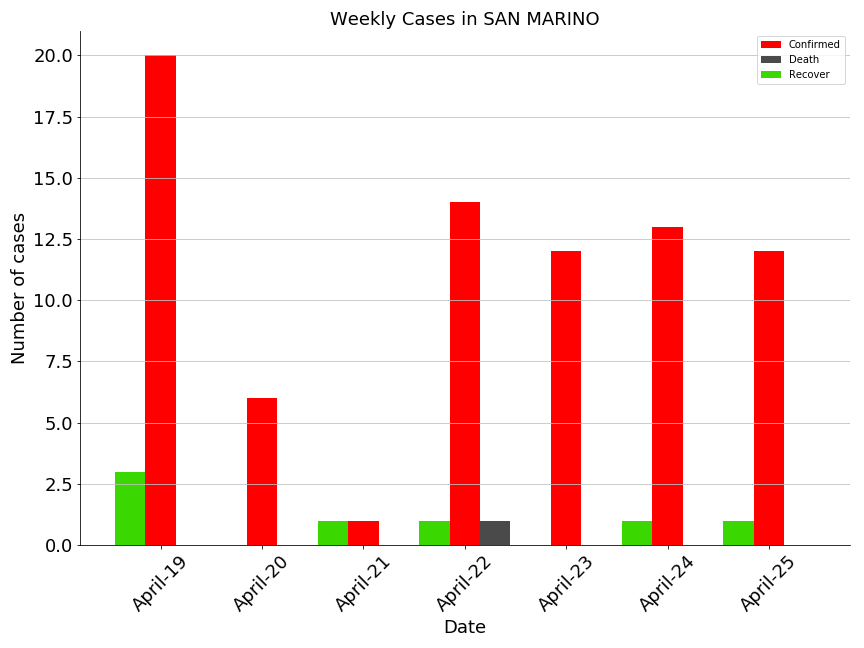 Weekly Cases in SAN MARINO
Confirmed
Death
Recover
Number of cases
20.0
17.5
15.0
12.5
10.0
7.5
5.0
2.5
0.0
April-19
April-20
April-21
April-22
April-23
April-24
April-25
Date